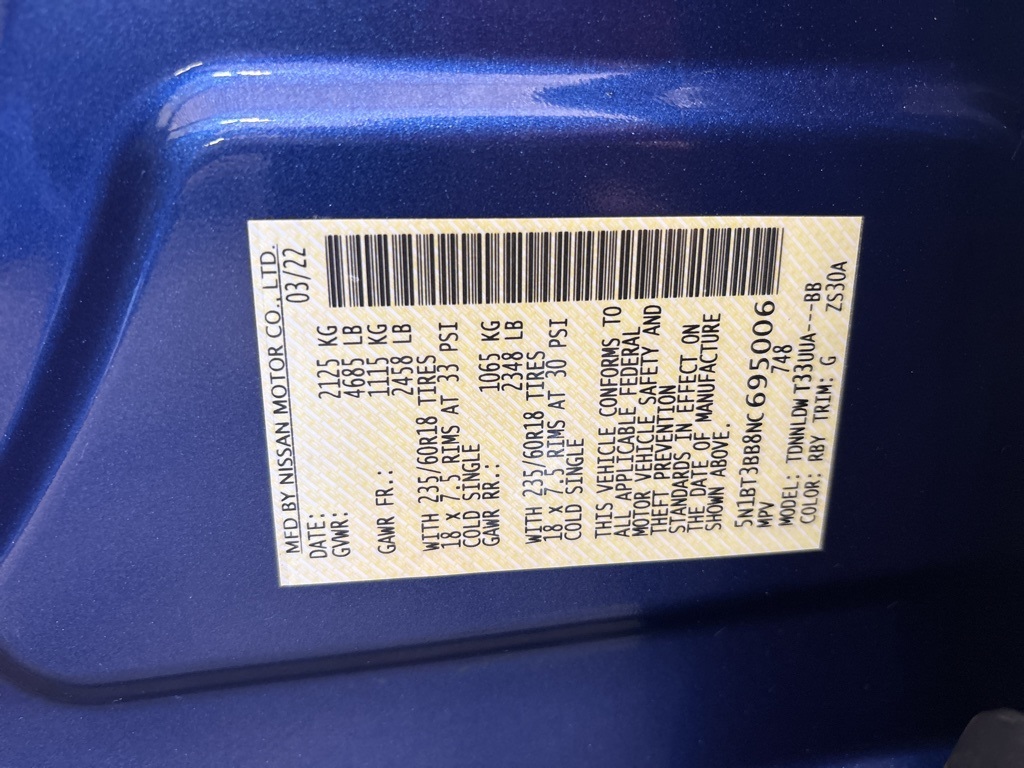 MFD BY NISSAN MOTOR CO., LTD.
DATE: 03/22
GVWR: 2125 KG
4685 LB
GAWR FR.: 1115 KG
2458 LB
WITH 235/60R18 TIRES
18 x 7.5 RIMS AT 33 PSI
COLD SINGLE
GAWR RR.: 1065 KG
2348 LB
WITH 235/60R18 TIRES
18 x 7.5 RIMS AT 30 PSI
COLD SINGLE
THIS VEHICLE CONFORMS TO
ALL APPLICABLE FEDERAL
MOTOR VEHICLE SAFETY AND
THEFT PREVENTION
STANDARDS IN EFFECT ON
THE DATE OF MANUFACTURE
SHOWN ABOVE.
5N1BT3BB8NC695006
MPV 748
MODEL: TDNNLDW T33UUIA---BB
COLOR: RBY TRIM: G ZS30A